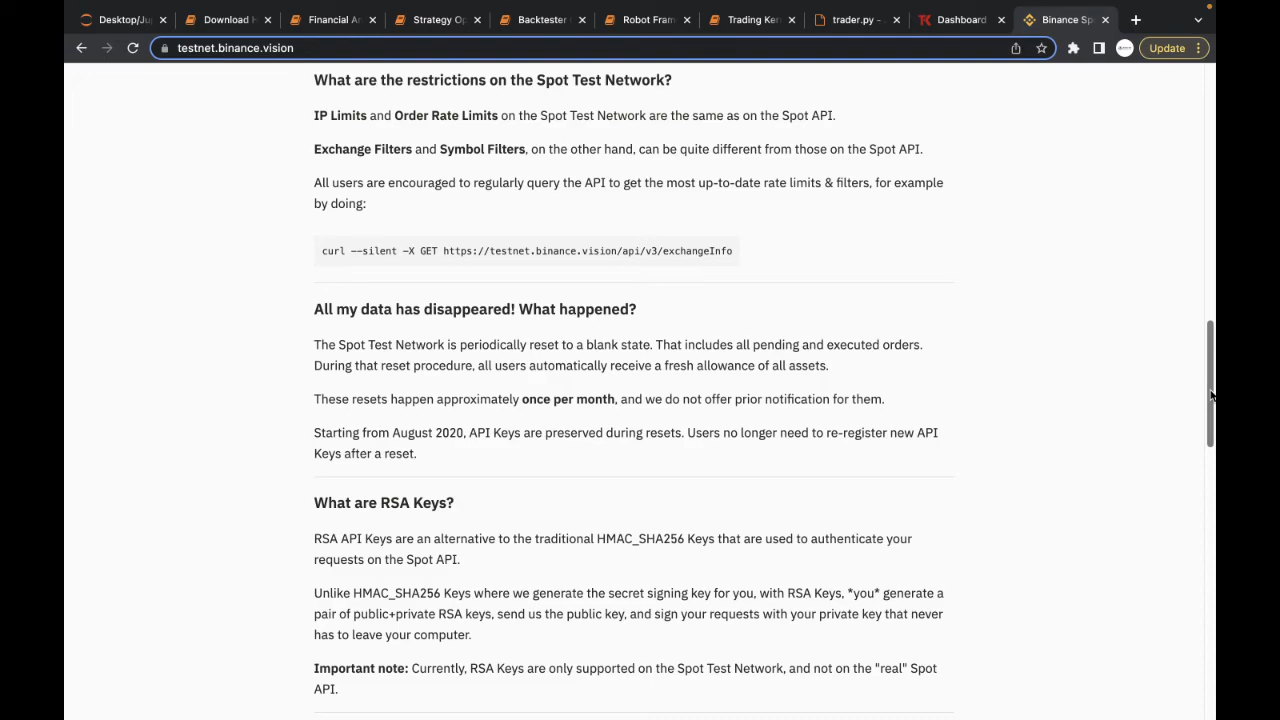 Desktop/Ju
Download H
Financial An
Strategy Op
Backtester
Robot Fram
Trading Ker
trader.py -
Dashboard
Binance Sp
testnet.binance.vision
Update
What are the restrictions on the Spot Test Network?
IP Limits and Order Rate Limits on the Spot Test Network are the same as on the Spot API.
Exchange Filters and Symbol Filters, on the other hand, can be quite different from those on the Spot API.
All users are encouraged to regularly query the API to get the most up-to-date rate limits & filters, for example
by doing:
curl --silent -X GET https://testnet.binance.vision/api/v3/exchangeInfo
All my data has disappeared! What happened?
The Spot Test Network is periodically reset to a blank state. That includes all pending and executed orders.
During that reset procedure, all users automatically receive a fresh allowance of all assets.
These resets happen approximately once per month, and we do not offer prior notification for them.
Starting from August 2020, API Keys are preserved during resets. Users no longer need to re-register new API
Keys after a reset.
What are RSA Keys?
RSA API Keys are an alternative to the traditional HMAC_SHA256 Keys that are used to authenticate your
requests on the Spot API.
Unlike HMAC_SHA256 Keys where we generate the secret signing key for you, with RSA Keys, *you* generate a
pair of public+private RSA keys, send us the public key, and sign your requests with your private key that never
has to leave your computer.
Important note: Currently, RSA Keys are only supported on the Spot Test Network, and not on the "real" Spot
API.